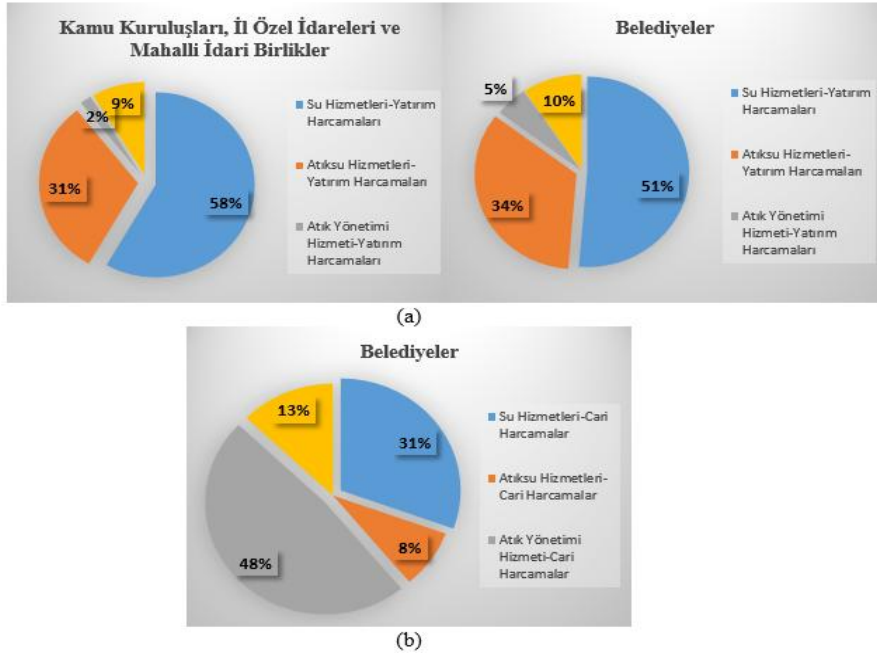 Kamu Kuruluşları, İl Özel İdareleri ve
Mahalli İdari Birlikler
9%
2%
31%
58%
Su Hizmetleri-Yatırım
Harcamaları
Atıksu Hizmetleri-
Yatırım Harcamaları
Atık Yönetimi
Hizmeti-Yatırım
Harcamaları
Belediyeler
5%
10%
34%
51%
Su Hizmetleri-Yatırım
Harcamaları
Atıksu Hizmetleri-
Yatırım Harcamaları
Atık Yönetimi
Hizmeti-Yatırım
Harcamaları
(a)
Belediyeler
13%
31%
48%
8%
Su Hizmetleri-Cari
Harcamalar
Atıksu Hizmetleri-
Cari Harcamalar
Atık Yönetimi
Hizmeti-Cari
Harcamalar
(b)